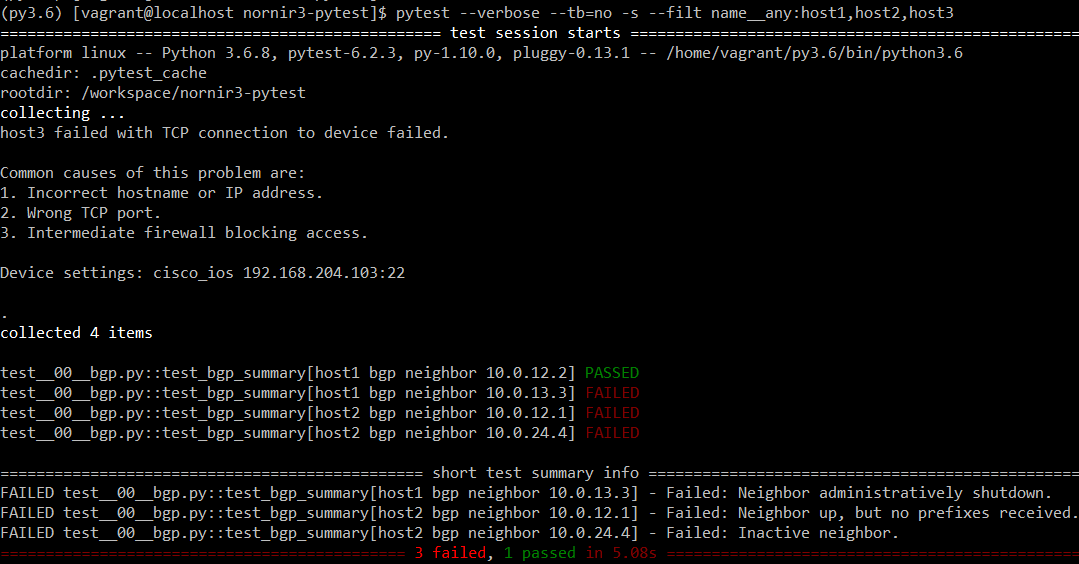 (py3.6) [vagrant@localhost nornir3-pytest]$ pytest --verbose --tb=no -s --filt name__any:host1,host2,host3
================================================= test session starts ==================================================
platform linux -- Python 3.6.8, pytest-6.2.3, py-1.10.0, pluggy-0.13.1 -- /home/vagrant/py3.6/bin/python3.6
cachedir: .pytest_cache
rootdir: /workspace/nornir3-pytest
collecting ...
host3 failed with TCP connection to device failed.
Common causes of this problem are:
1. Incorrect hostname or IP address.
2. Wrong TCP port.
3. Intermediate firewall blocking access.
Device settings: cisco_ios 192.168.204.103:22
.
collected 4 items
test__00__bgp.py::test_bgp_summary[host1 bgp neighbor 10.0.12.2] PASSED
test__00__bgp.py::test_bgp_summary[host1 bgp neighbor 10.0.13.3] FAILED
test__00__bgp.py::test_bgp_summary[host2 bgp neighbor 10.0.12.1] FAILED
test__00__bgp.py::test_bgp_summary[host2 bgp neighbor 10.0.24.4] FAILED
=============================================== short test summary info ================================================
FAILED test__00__bgp.py::test_bgp_summary[host1 bgp neighbor 10.0.13.3] - Failed: Neighbor administratively shutdown.
FAILED test__00__bgp.py::test_bgp_summary[host2 bgp neighbor 10.0.12.1] - Failed: Neighbor up, but no prefixes received.
FAILED test__00__bgp.py::test_bgp_summary[host2 bgp neighbor 10.0.24.4] - Failed: Inactive neighbor.
============================================= 3 failed, 1 passed in 5.08s ==============================================